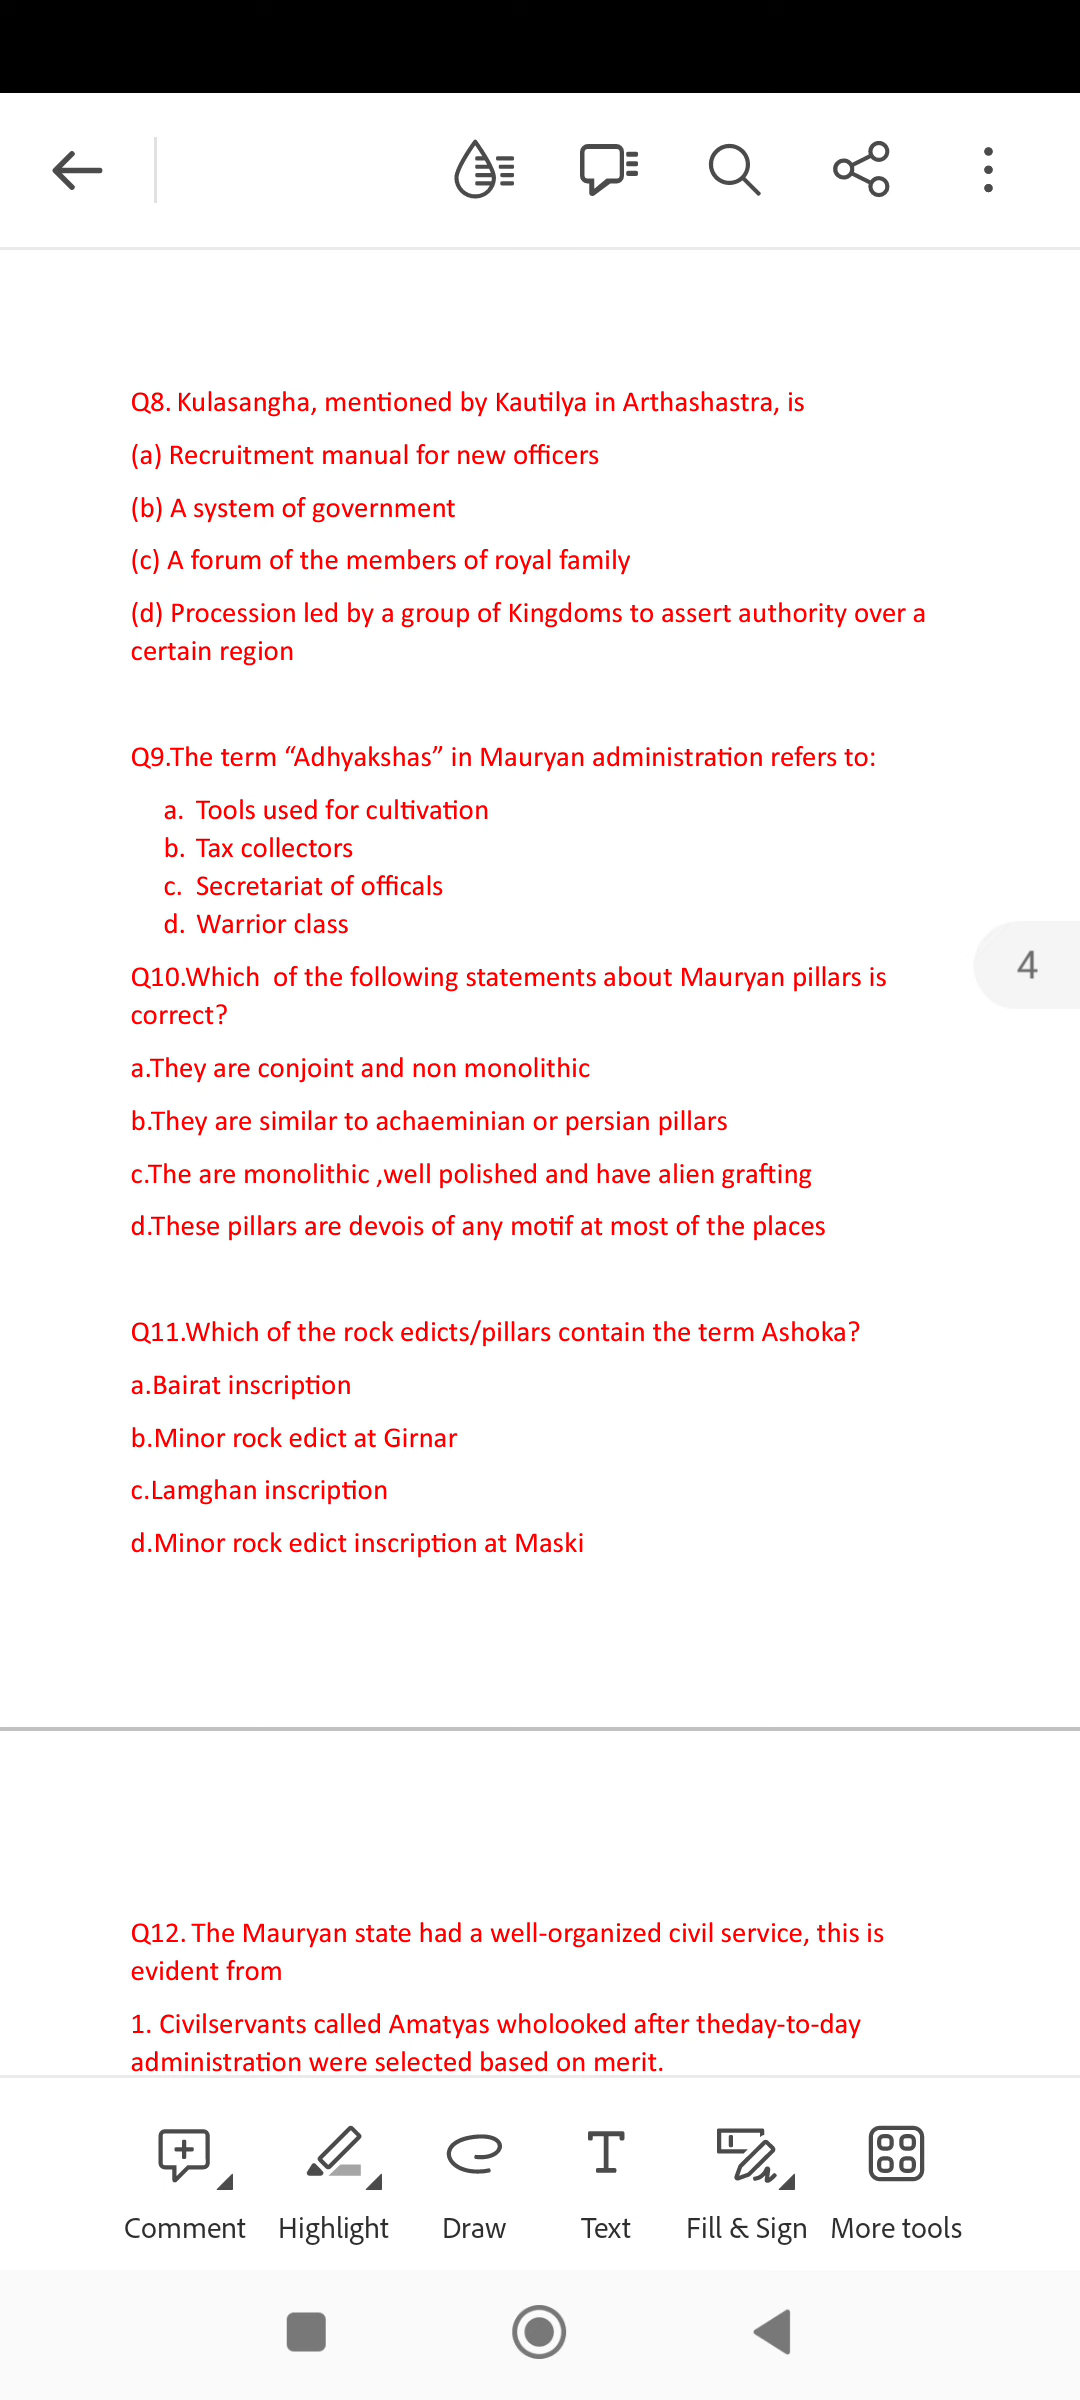 Q8. Kulasangha, mentioned by Kautilya in Arthashastra, is
(a) Recruitment manual for new officers
(b) A system of government
(c) A forum of the members of royal family
(d) Procession led by a group of Kingdoms to assert authority over a
certain region
Q9.The term “Adhyakshas” in Mauryan administration refers to:
a. Tools used for cultivation
b. Tax collectors
c. Secretariat of officals
d. Warrior class
Q10.Which of the following statements about Mauryan pillars is
correct?
4
a.They are conjoint and non monolithic
b.They are similar to achaeminian or persian pillars
c.The are monolithic ,well polished and have alien grafting
d.These pillars are devois of any motif at most of the places
Q11.Which of the rock edicts/pillars contain the term Ashoka?
a.Bairat inscription
b.Minor rock edict at Girnar
c.Lamghan inscription
d.Minor rock edict inscription at Maski
Q12. The Mauryan state had a well-organized civil service, this is
evident from
1. Civilservants called Amatyas wholooked after theday-to-day
administration were selected based on merit.
Comment Highlight Draw Text Fill & Sign More tools